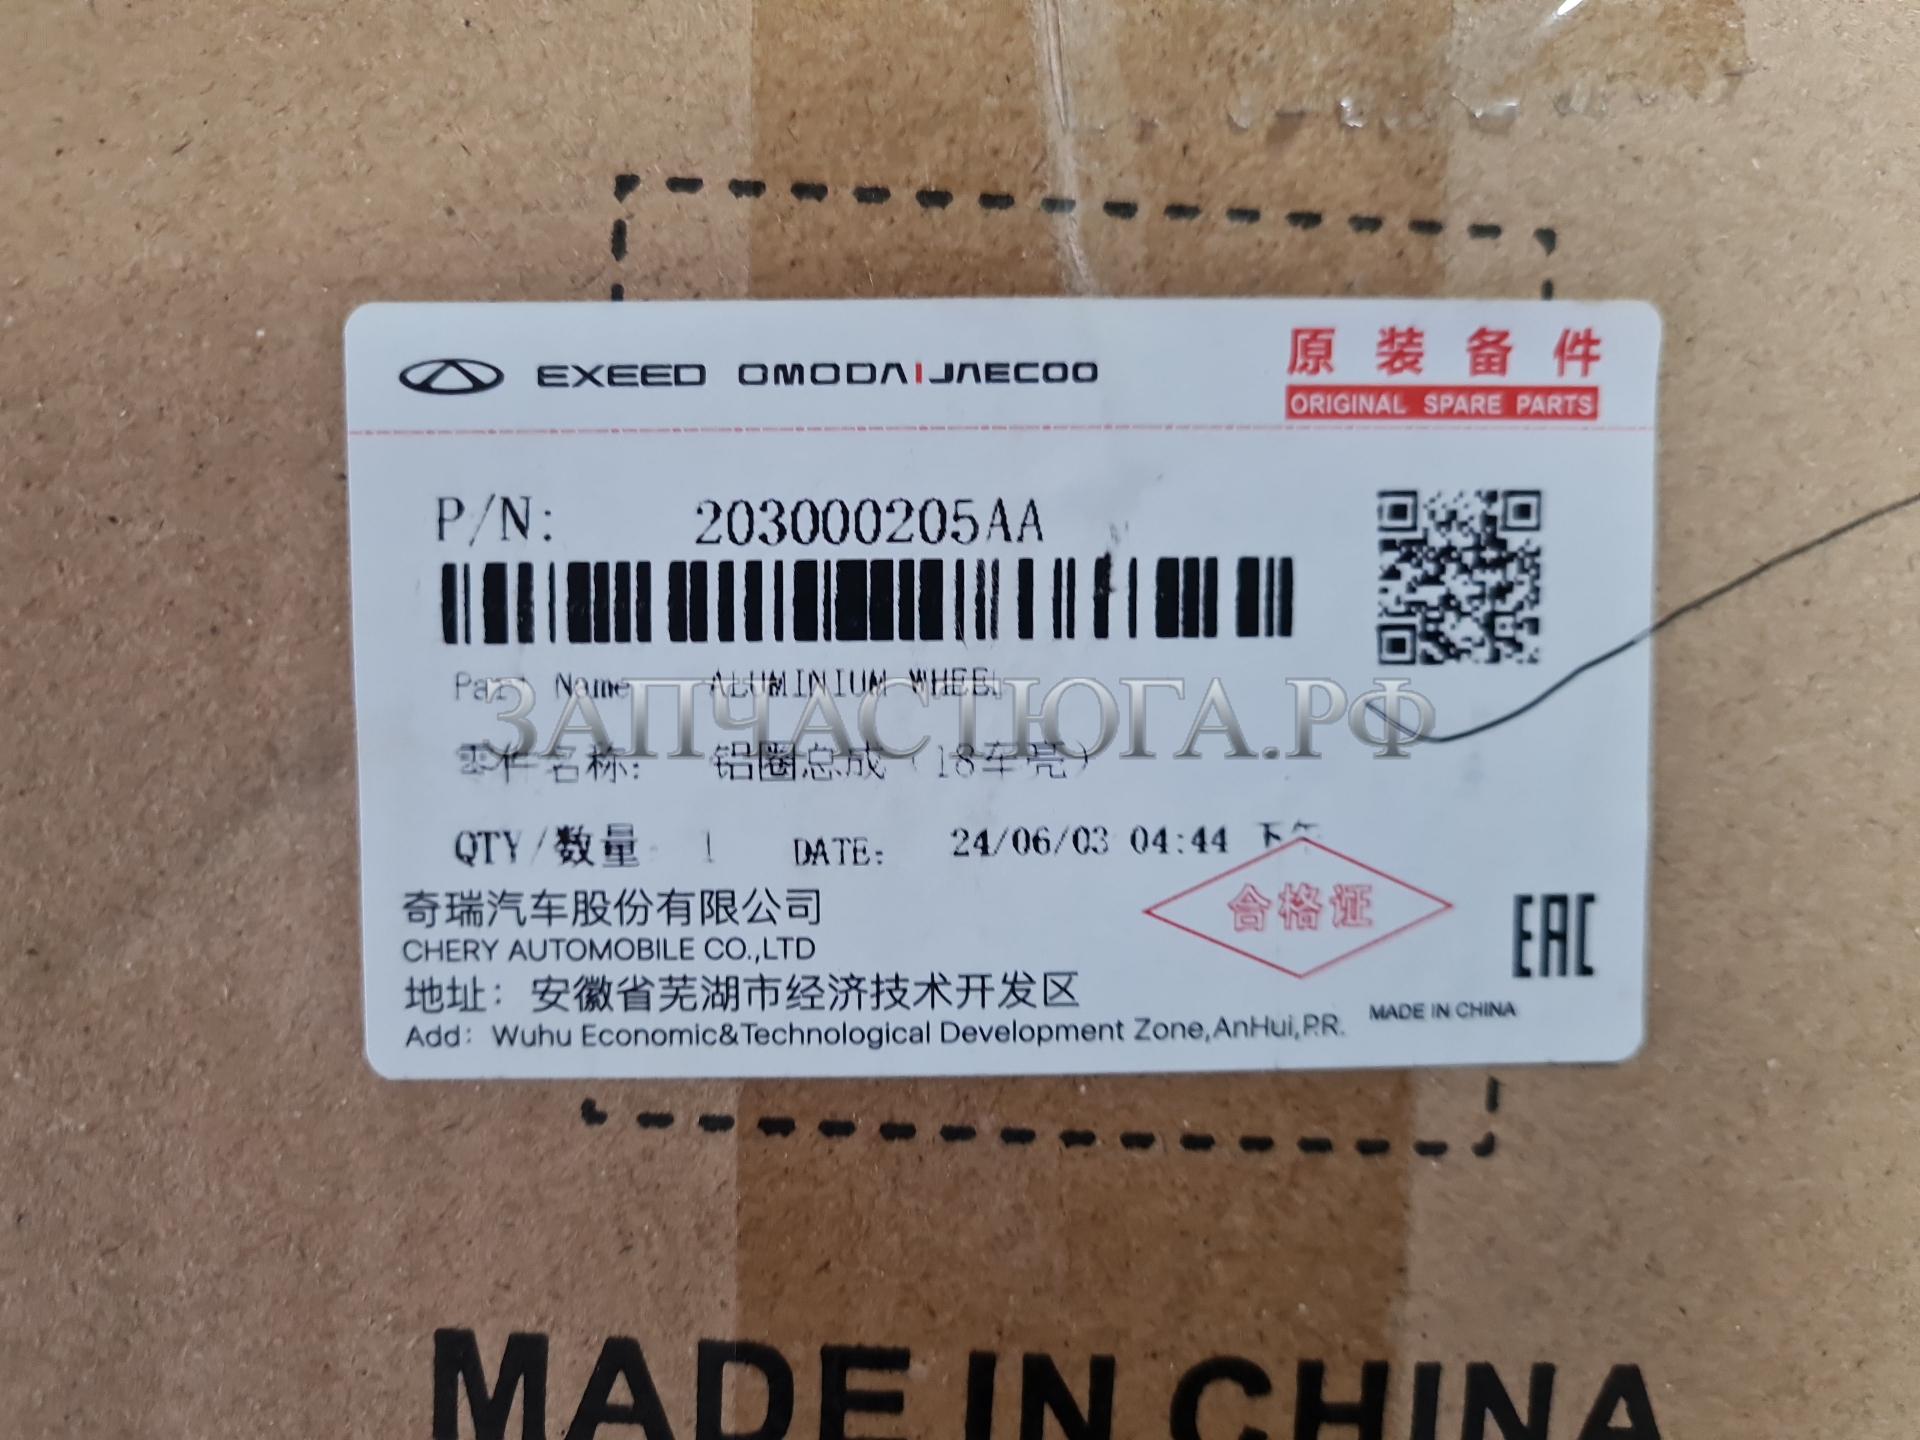 EXEED OMODA|JAECOO
原装备件
ORIGINAL SPARE PARTS
P/N: 203000205AA
Part Name ALUMINIUM WHEEL
ЗАПЧАСТЮГА.РФ
零件名称: 铝圈总成（18车亮）
QTY/数量 1 DATE: 24/06/03 04:44 下午
奇瑞汽车股份有限公司
合格证
EAC
CHERY AUTOMOBILE CO.,LTD
地址：安徽省芜湖市经济技术开发区
MADE IN CHINA
Add: Wuhu Economic&Technological Development Zone,AnHui,P.R.
MADE IN CHINA